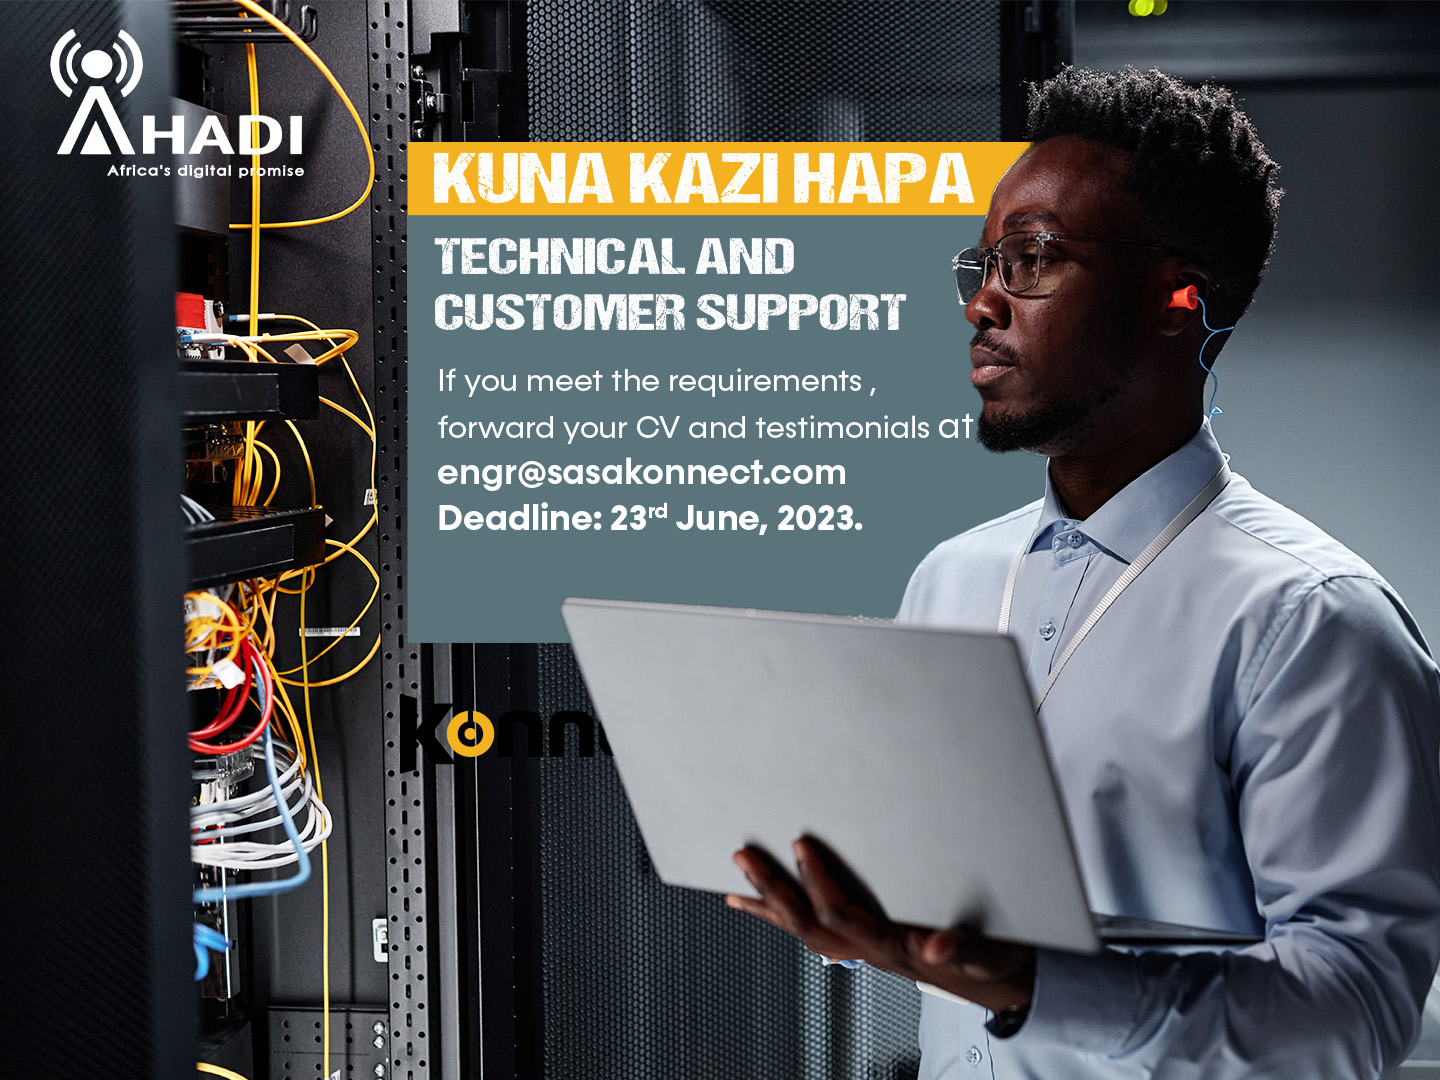 AHADI
Africa's digital promise
KUNA KAZI HAPA
TECHNICAL AND
CUSTOMER SUPPORT
If you meet the requirements ,
forward your CV and testimonials at
engr@sasakonnect.com
Deadline: 23rd June, 2023.